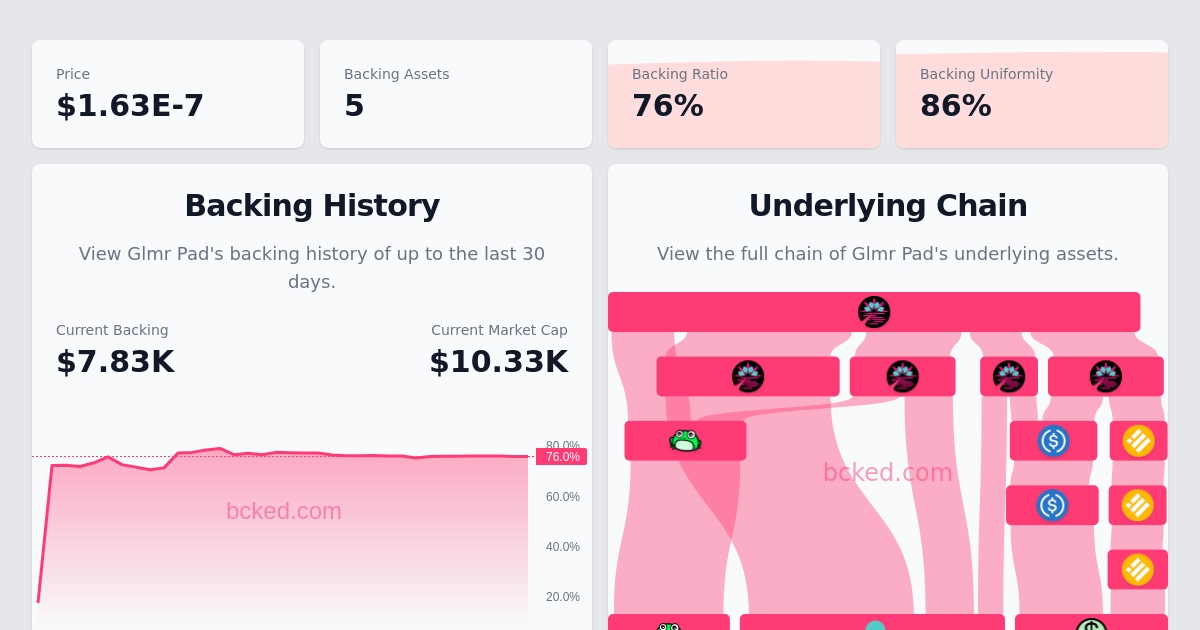 Price
$1.63E-7
Backing Assets
5
Backing Ratio
76%
Backing Uniformity
86%
Backing History
View Glmr Pad's backing history of up to the last 30
days.
Current Backing
$7.83K
Current Market Cap
$10.33K
80.0%
76.0%
60.0%
40.0%
20.0%
bcked.com
Underlying Chain
View the full chain of Glmr Pad's underlying assets.
bcked.com